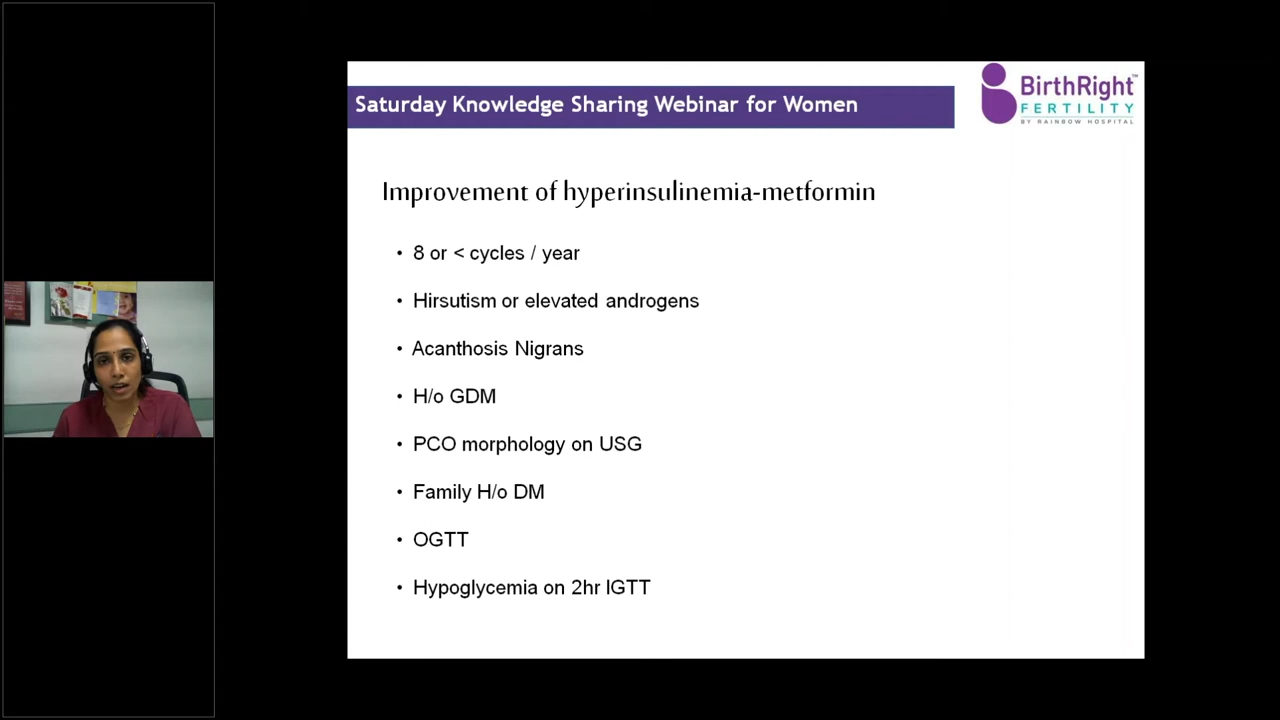 Saturday Knowledge Sharing Webinar for Women
BirthRight™
FERTILITY
BY RAINBOW HOSPITAL
Improvement of hyperinsulinemia-metformin
• 8 or < cycles / year
• Hirsutism or elevated androgens
• Acanthosis Nigrans
• H/o GDM
• PCO morphology on USG
• Family H/o DM
• OGTT
• Hypoglycemia on 2hr IGTT